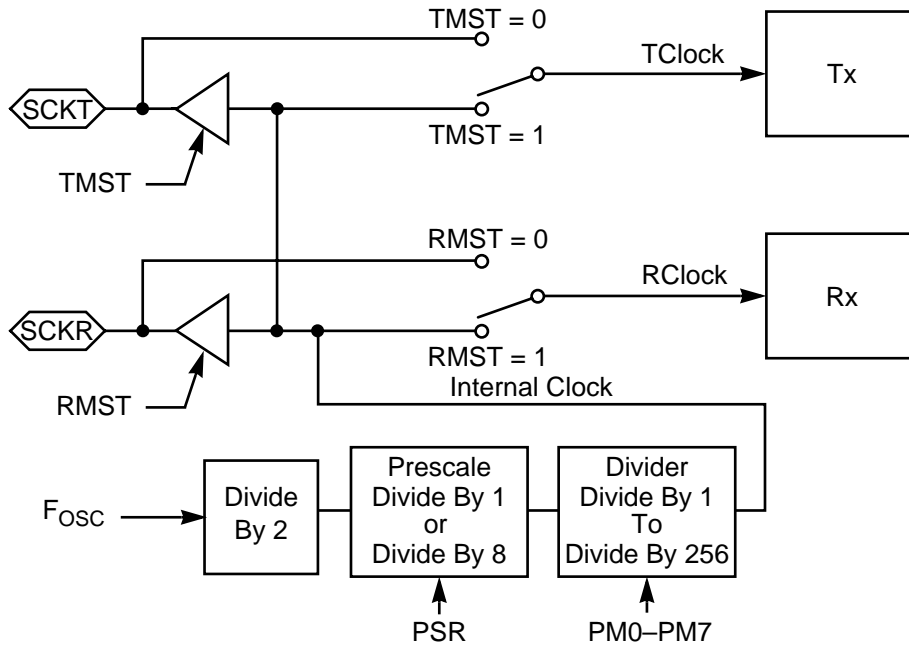 TMST = 0
TClock
Tx
SCKT
TMST = 1
TMST
RMST = 0
RClock
Rx
SCKR
RMST = 1
RMST
Internal Clock
FOSC
Divide
By 2
Prescale
Divide By 1
or
Divide By 8
Divider
Divide By 1
To
Divide By 256
PSR
PM0–PM7